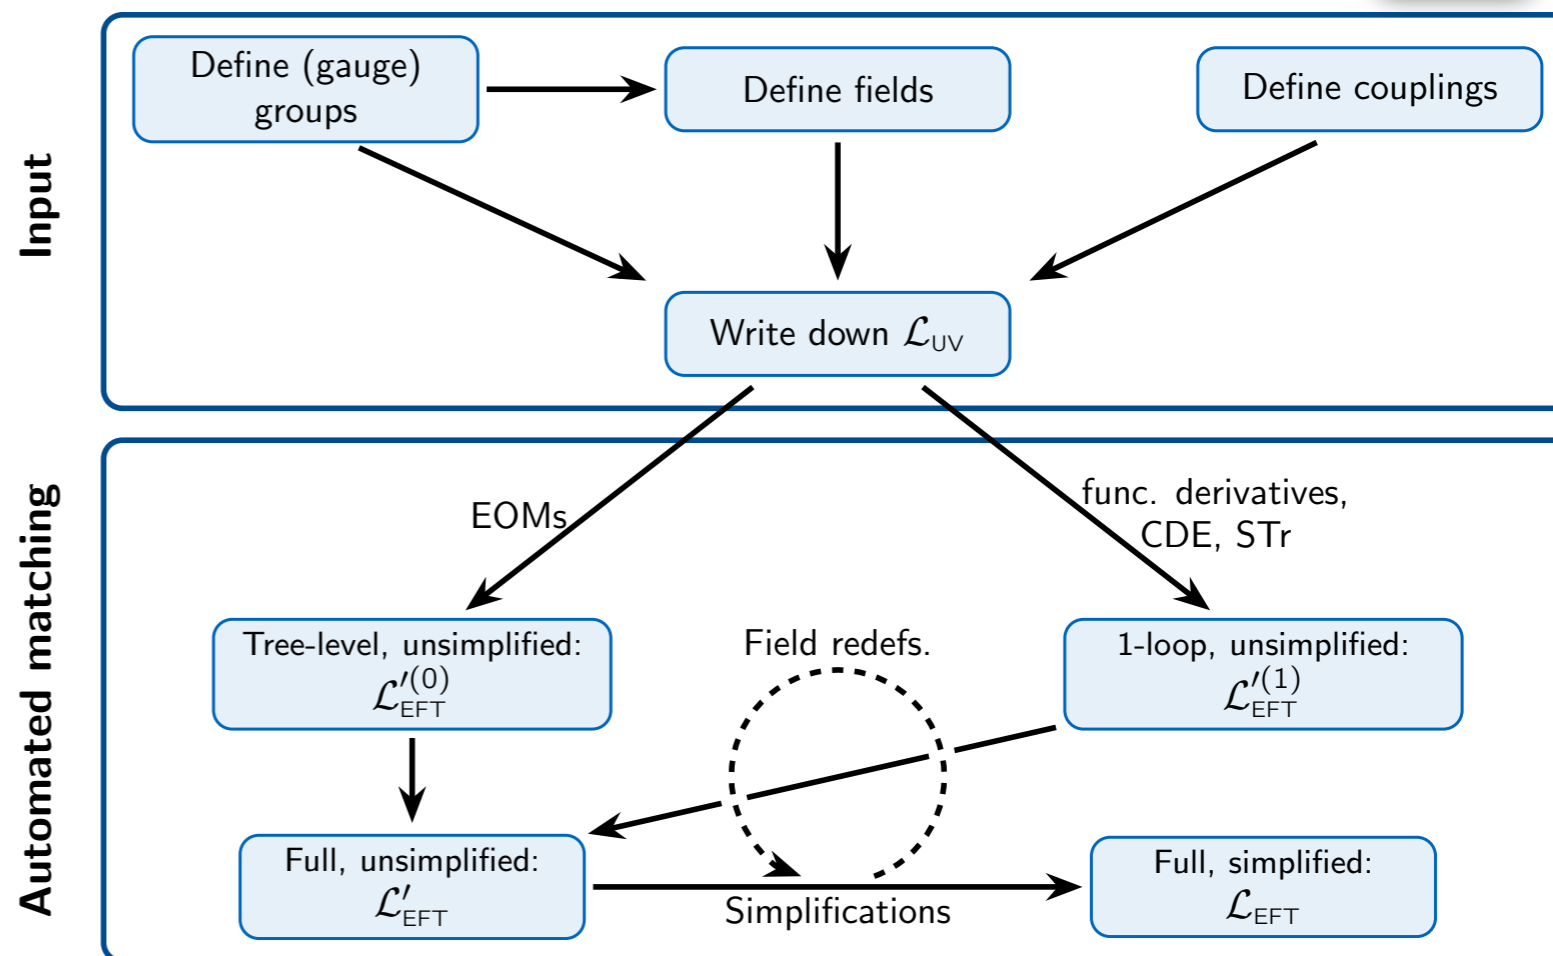 Input
Define (gauge)
groups
Define fields
Define couplings
Write down ℒ_UV
Automated matching
EOMs
func. derivatives,
CDE, STr
Tree-level, unsimplified:
ℒ′^(0)_EFT
Field redefs.
1-loop, unsimplified:
ℒ′^(1)_EFT
Full, unsimplified:
ℒ′_EFT
Simplifications
Full, simplified:
ℒ_EFT